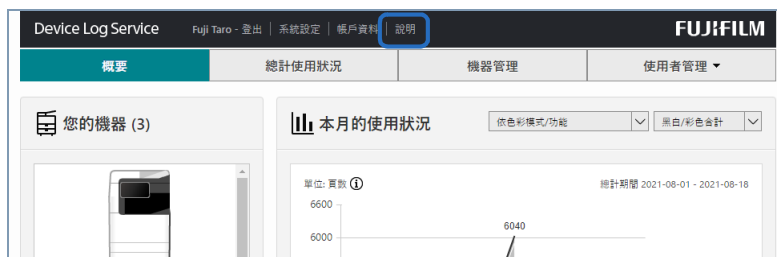 Device Log Service Fuji Taro - 登出 | 系統設定 | 帳戶資料 | 說明 FUJIFILM
概要 總計使用狀況 機器管理 使用者管理 ▼
您的機器 (3) 本月的使用狀況 依色彩模式/功能 黑白/彩色合計
單位: 頁數 總計期間 2021-08-01 - 2021-08-18
6600
6040
6000